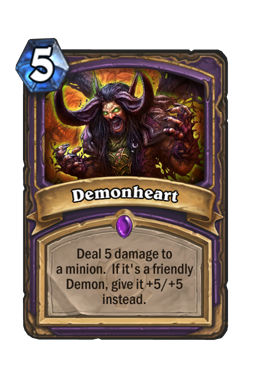 5
Demonheart
Deal 5 damage to
a minion. If it's a friendly
Demon, give it +5/+5
instead.